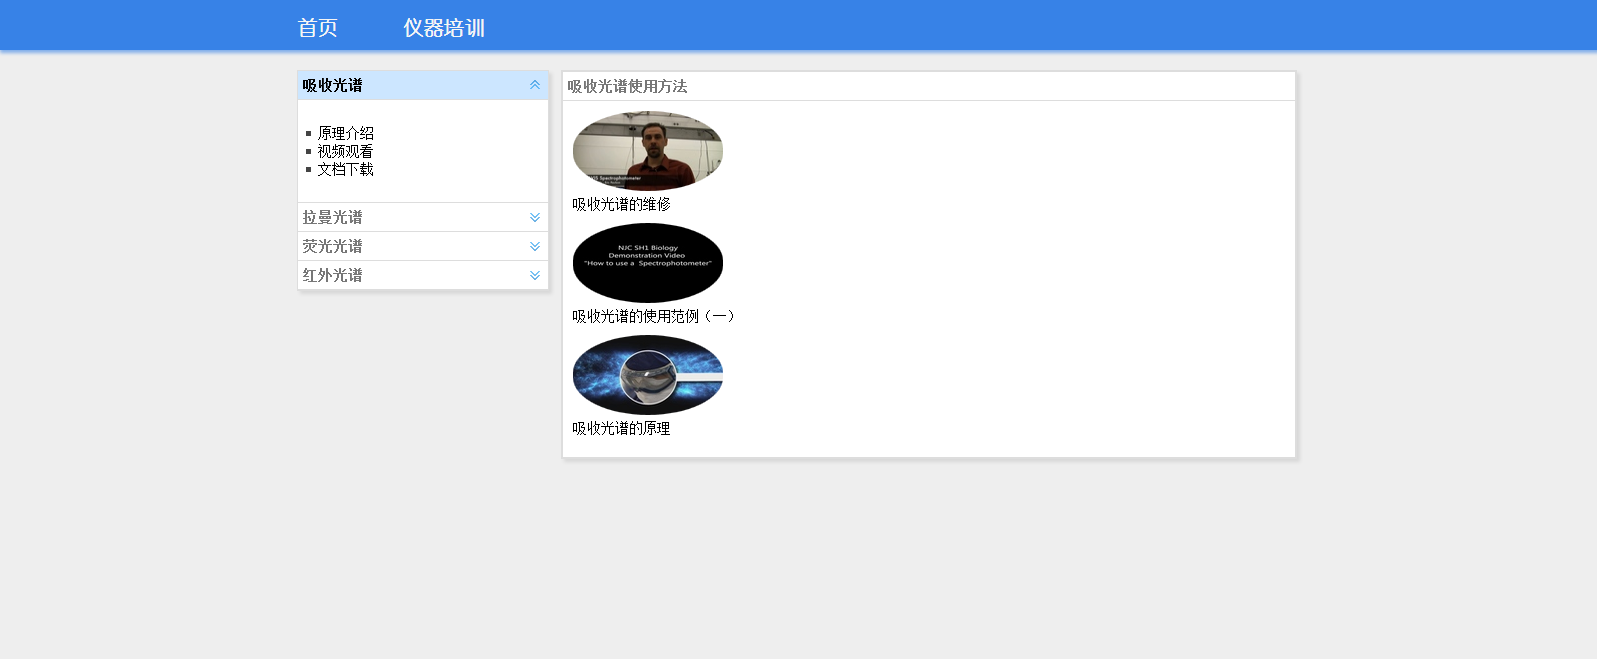 首页 仪器培训
吸收光谱
原理介绍
视频观看
文档下载
拉曼光谱
荧光光谱
红外光谱
吸收光谱使用方法
Spectrophotometer
吸收光谱的维修
NJC SH1 Biology
Demonstration Video
"How to use a Spectrophotometer"
吸收光谱的使用范例（一）
吸收光谱的原理